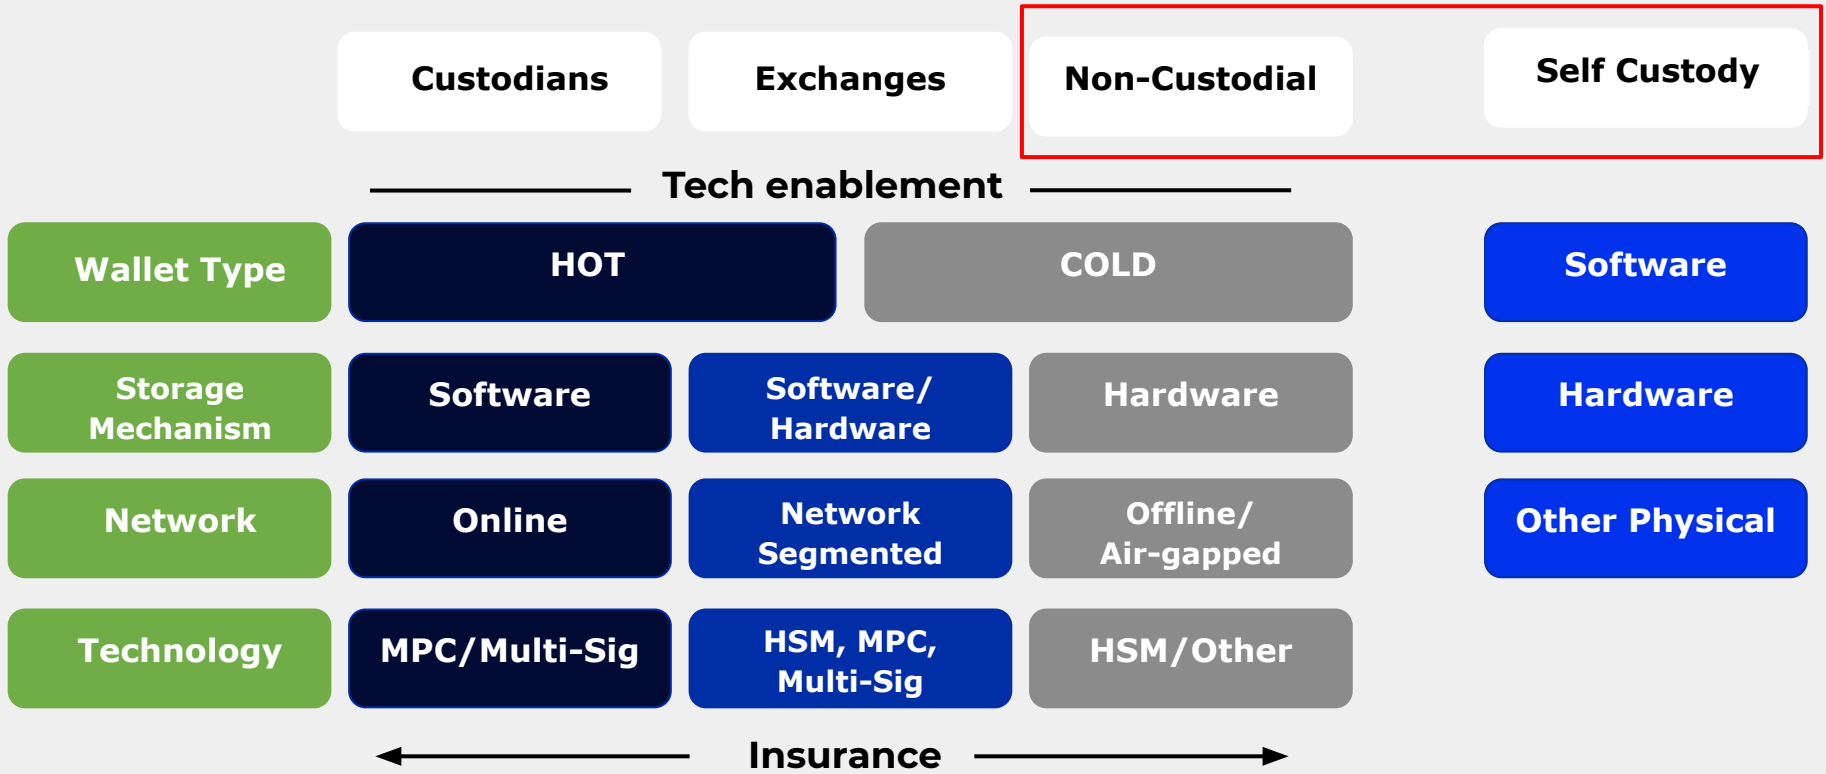 Custodians
Exchanges
Non-Custodial
Self Custody
Tech enablement
Wallet Type
HOT
COLD
Software
Storage
Mechanism
Software
Software/
Hardware
Hardware
Hardware
Network
Online
Network
Segmented
Offline/
Air-gapped
Other Physical
Technology
MPC/Multi-Sig
HSM, MPC,
Multi-Sig
HSM/Other
Insurance